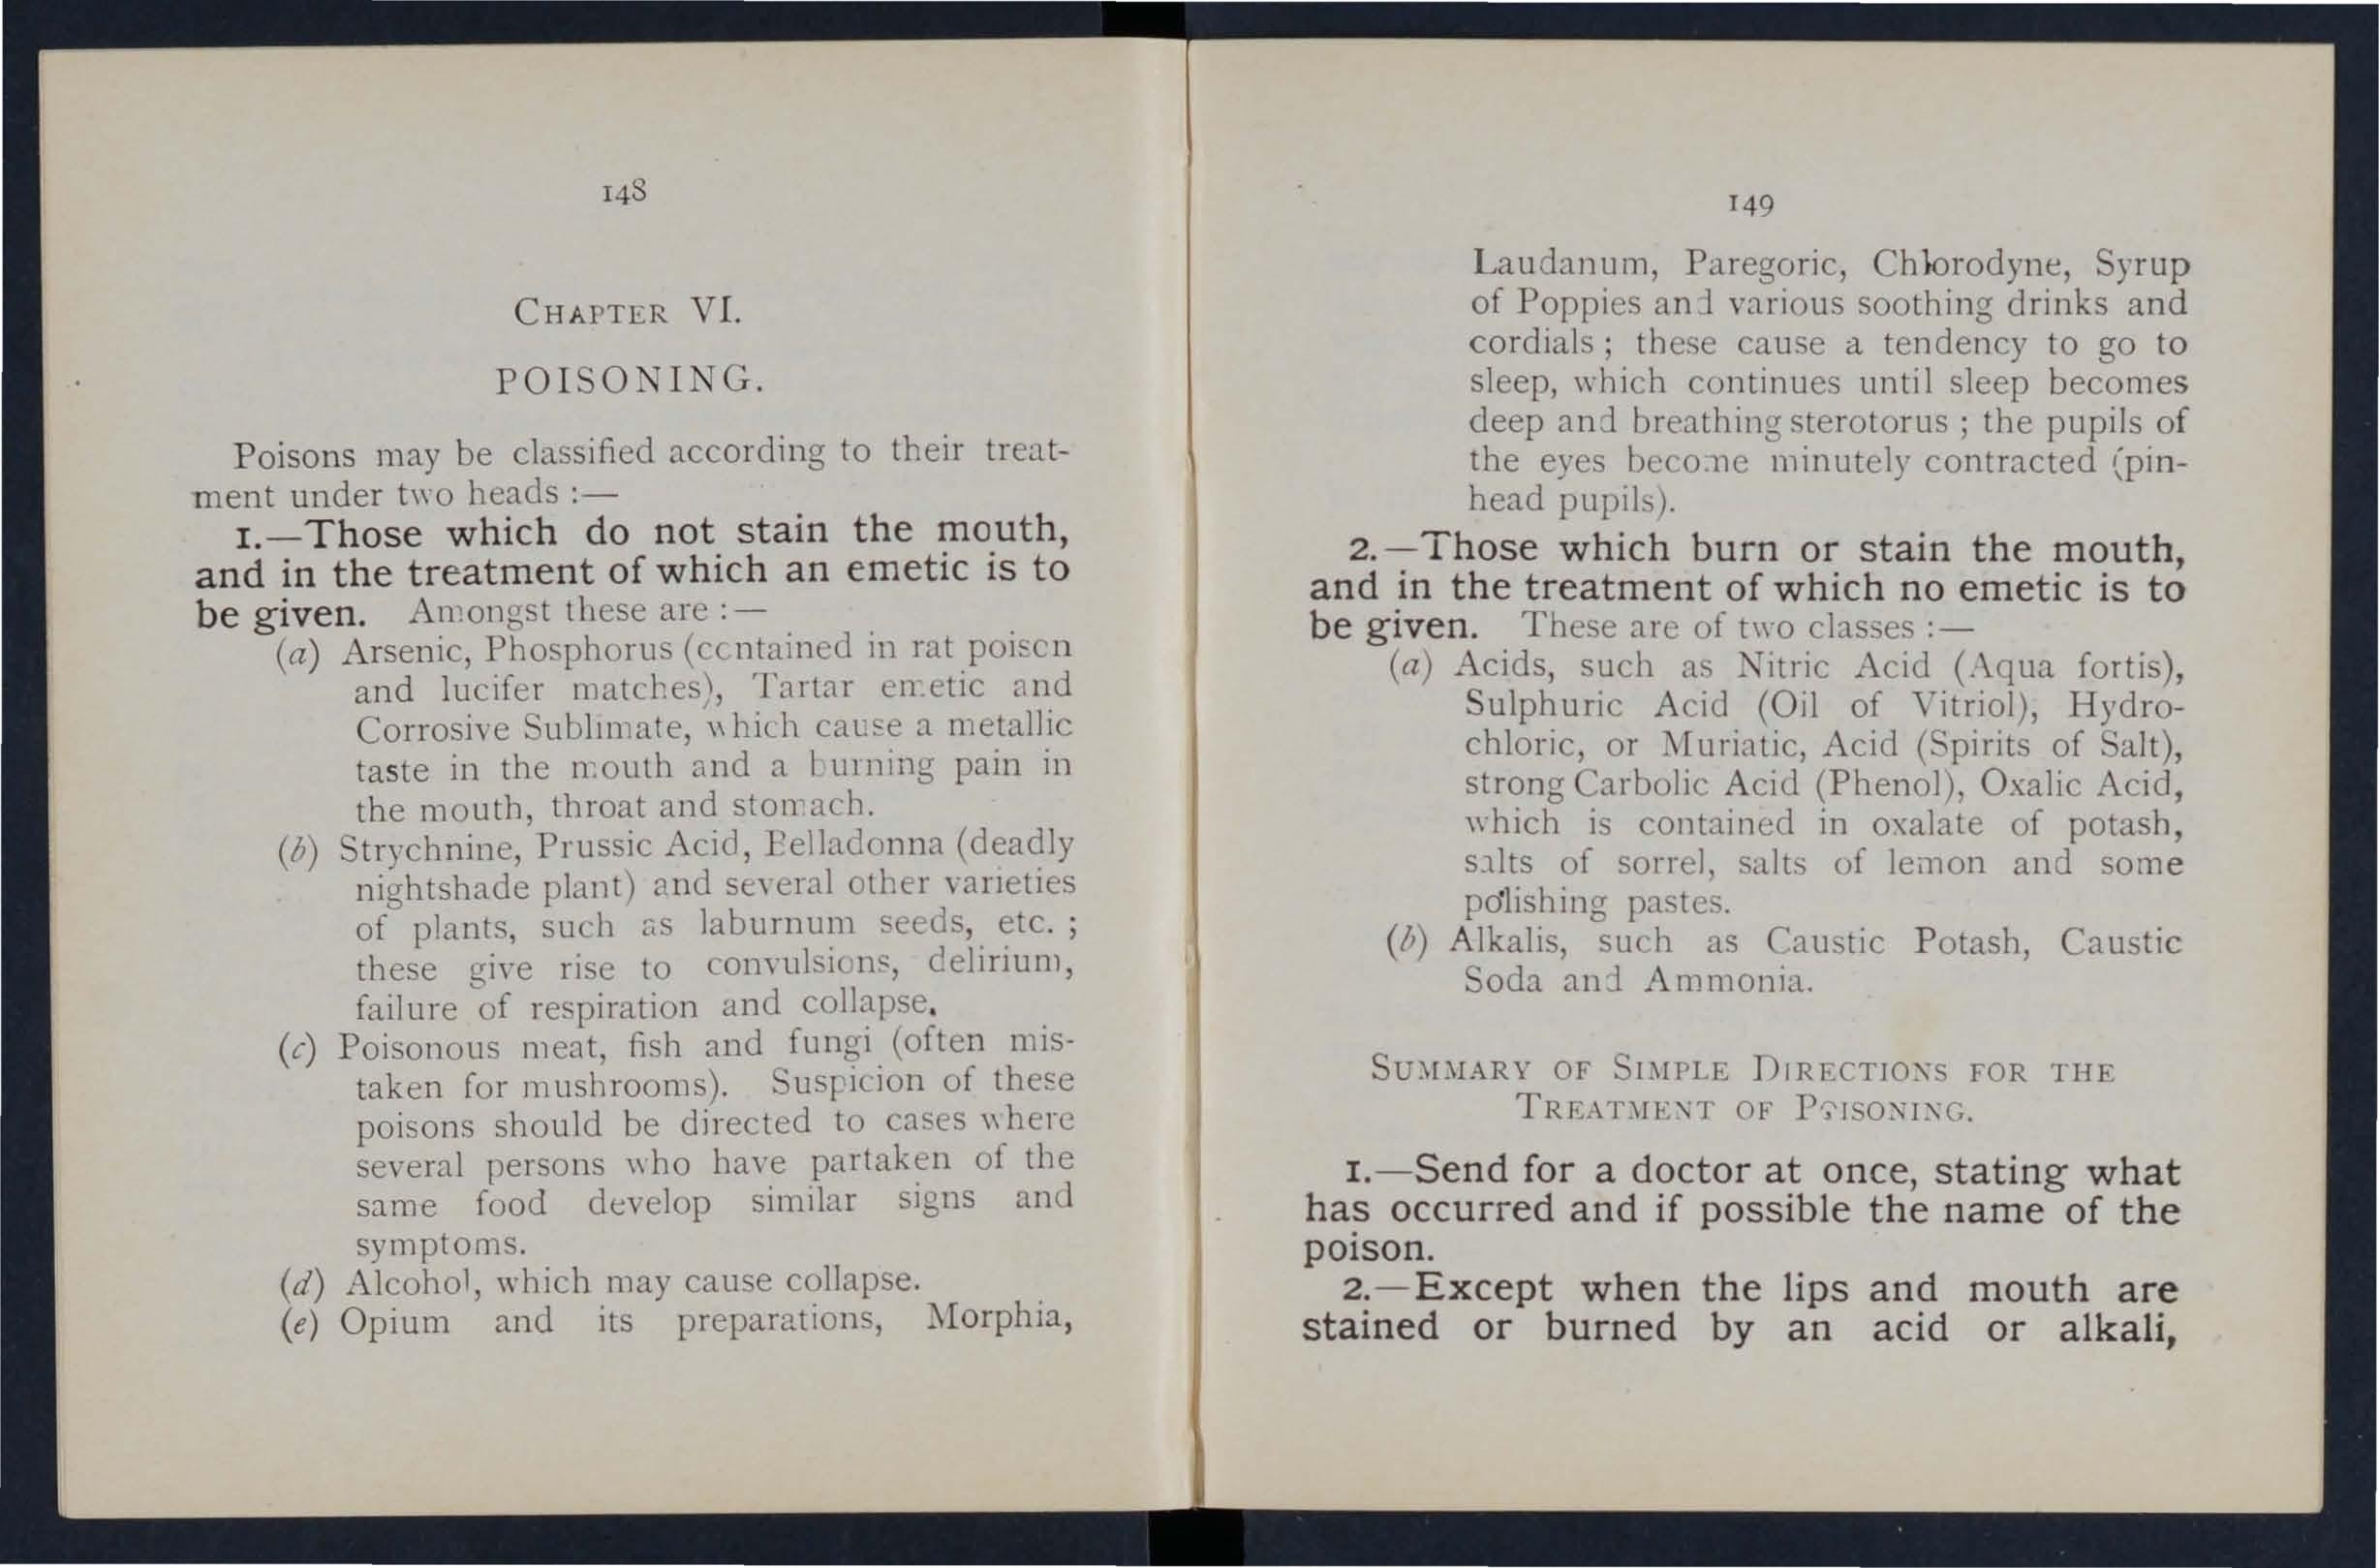 148
CHAPTER VI.
POISONING.
Poisons may be classified according to their treat-
ment under two heads :—
1.—Those which do not stain the mouth,
and in the treatment of which an emetic is to
be given. Amongst these are :—
(a) Arsenic, Phosphorus (contained in rat poison
and lucifer matches), Tartar emetic and
Corrosive Sublimate, which cause a metallic
taste in the mouth and a burning pain in
the mouth, throat and stomach.
(b) Strychnine, Prussic Acid, Belladonna (deadly
nightshade plant) and several other varieties
of plants, such as laburnum seeds, etc. ;
these give rise to convulsions, delirium,
failure of respiration and collapse.
(c) Poisonous meat, fish and fungi (often mis-
taken for mushrooms). Suspicion of these
poisons should be directed to cases where
several persons who have partaken of the
same food develop similar signs and
symptoms.
(d) Alcohol, which may cause collapse.
(e) Opium and its preparations, Morphia,
149
Laudanum, Paregoric, Chlorodyne, Syrup
of Poppies and various soothing drinks and
cordials ; these cause a tendency to go to
sleep, which continues until sleep becomes
deep and breathing sterotorus ; the pupils of
the eyes become minutely contracted (pin-
head pupils).
2.—Those which burn or stain the mouth,
and in the treatment of which no emetic is to
be given. These are of two classes :—
(a) Acids, such as Nitric Acid (Aqua fortis),
Sulphuric Acid (Oil of Vitriol), Hydro-
chloric, or Muriatic, Acid (Spirits of Salt),
strong Carbolic Acid (Phenol), Oxalic Acid,
which is contained in oxalate of potash,
salts of sorrel, salts of lemon and some
polishing pastes.
(b) Alkalis, such as Caustic Potash, Caustic
Soda and Ammonia.
SUMMARY OF SIMPLE DIRECTIONS FOR THE
TREATMENT OF POISONING.
1.—Send for a doctor at once, stating what
has occurred and if possible the name of the
poison.
2.—Except when the lips and mouth are
stained or burned by an acid or alkali,